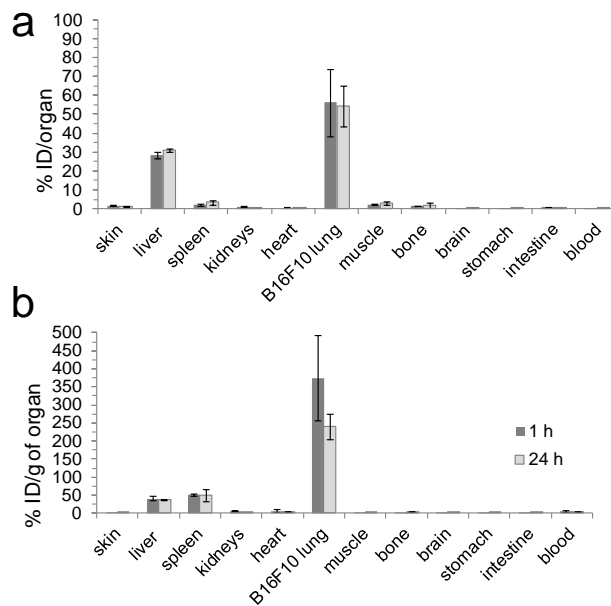 a
% ID/organ
100
90
80
70
60
50
40
30
20
10
0
skin
liver
spleen
kidneys
heart
B16F10 lung
muscle
bone
brain
stomach
intestine
blood
b
% ID/g of organ
500
450
400
350
300
250
200
150
100
50
0
1 h
24 h
skin
liver
spleen
kidneys
heart
B16F10 lung
muscle
bone
brain
stomach
intestine
blood